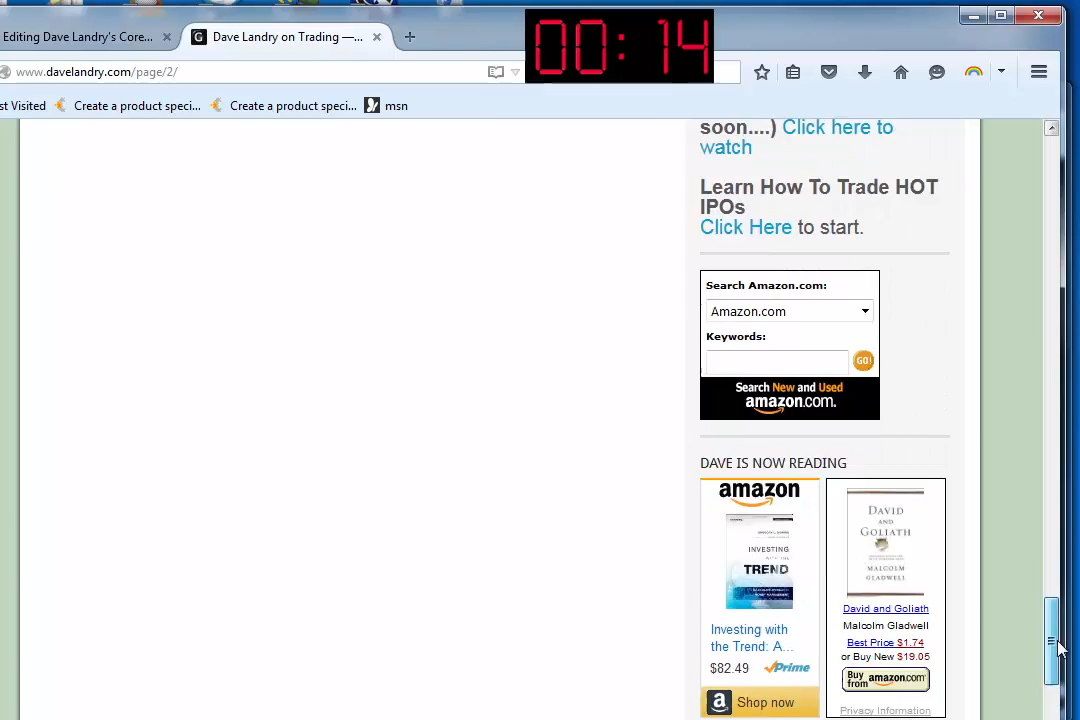 Editing Dave Landry's Core...
Dave Landry on Trading —...
00:14
www.davelandry.com/page/2/
st Visited
Create a product speci...
Create a product speci...
msn
soon....) Click here to
watch
Learn How To Trade HOT
IPOs
Click Here to start.
Search Amazon.com:
Amazon.com
Keywords:
GO!
Search New and Used
amazon.com.
DAVE IS NOW READING
amazon
INVESTING
WITH THE
TREND
Investing with
the Trend: A...
$82.49 Prime
Shop now
DAVID
AND
GOLIATH
MALCOLM
GLADWELL
David and Goliath
Malcolm Gladwell
Best Price $1.74
or Buy New $19.05
Buy from amazon.com
Privacy Information